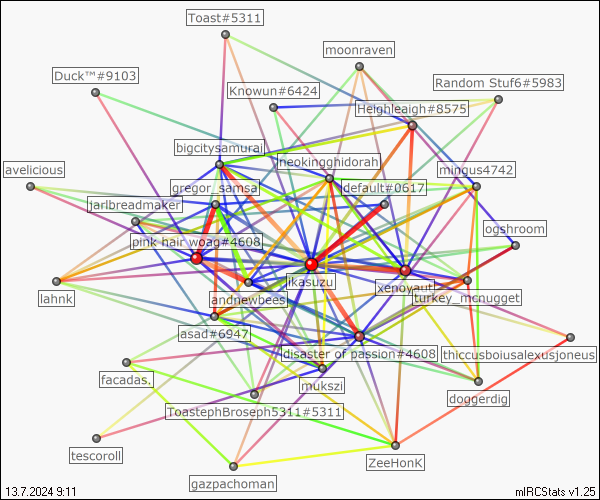 Toast#5311
moonraven
Duck™#9103
Random Stuf6#5983
Knowun#6424
Heighleigh#8575
bigcitysamurai
neokingghidorah
avelicious
mingus4742
gregor_samsa
default#0617
jarlbreadmaker
ogshroom
pink hair woag#4608
ikasuzu
xenoyaut
lahnk
andnewbees
turkey_mcnugget
asad#6947
disaster of passion#4608
thiccusboiusalexusjoneus
facadas.
mukszi
doggerdig
ToastephBroseph5311#5311
tescoroll
ZeeHonK
gazpachoman
13.7.2024 9:11
mIRCStats v1.25